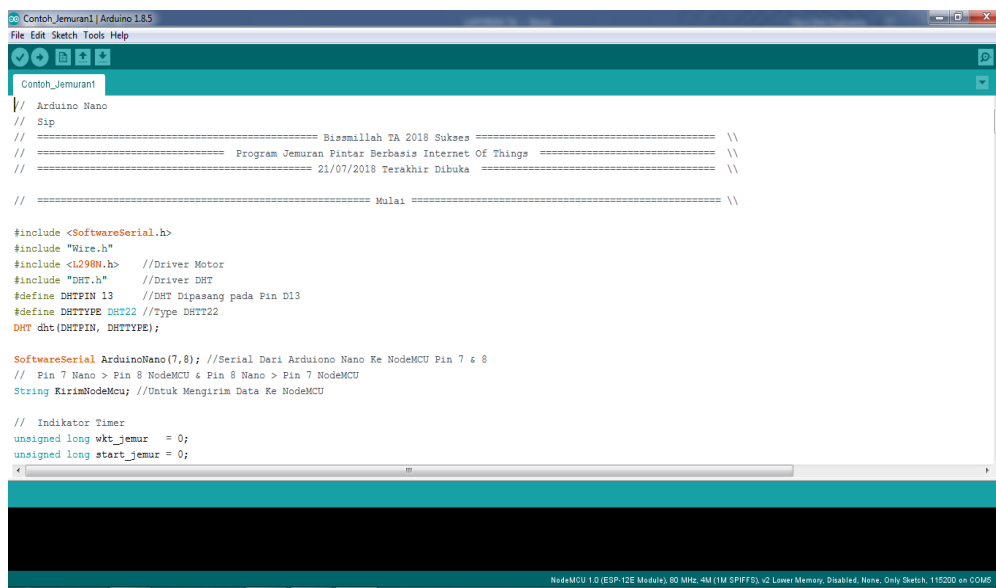 Contoh_Jemuran1 | Arduino 1.8.5
File Edit Sketch Tools Help
Contoh_Jemuran1
// Arduino Nano
// Sip
// ================================================ Bissmillah TA 2018 Sukses ========================================= \\
// ================================ Program Jemuran Pintar Berbasis Internet Of Things ============================== \\
// =============================================== 21/07/2018 Terakhir Dibuka ======================================== \\
// ========================================================= Mulai ===================================================== \\
#include <SoftwareSerial.h>
#include "Wire.h"
#include <L298N.h> //Driver Motor
#include "DHT.h" //Driver DHT
#define DHTPIN 13 //DHT Dipasang pada Pin D13
#define DHTTYPE DHT22 //Type DHTT22
DHT dht(DHTPIN, DHTTYPE);
SoftwareSerial ArduinoNano(7,8); //Serial Dari Arduiono Nano Ke NodeMCU Pin 7 & 8
// Pin 7 Nano > Pin 8 NodeMCU & Pin 8 Nano > Pin 7 NodeMCU
String KirimNodeMcu; //Untuk Mengirim Data Ke NodeMCU
// Indikator Timer
unsigned long wkt_jemur = 0;
unsigned long start_jemur = 0;
NodeMCU 1.0 (ESP-12E Module), 80 MHz, 4M (1M SPIFFS), v2 Lower Memory, Disabled, None, Only Sketch, 115200 on COM5